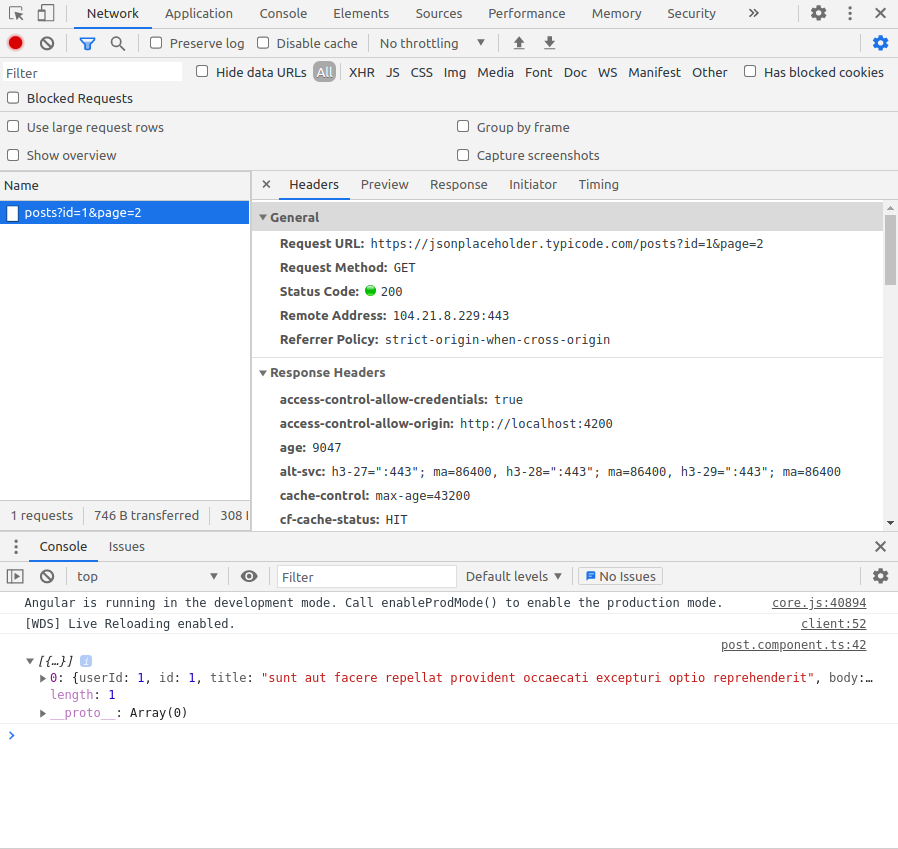 Network Application Console Elements Sources Performance Memory Security »
Preserve log Disable cache No throttling ▼
Filter Hide data URLs All XHR JS CSS Img Media Font Doc WS Manifest Other Has blocked cookies
Blocked Requests
Use large request rows Group by frame
Show overview Capture screenshots
Name
posts?id=1&page=2
1 requests 746 B transferred 308
× Headers Preview Response Initiator Timing
▼ General
Request URL: https://jsonplaceholder.typicode.com/posts?id=1&page=2
Request Method: GET
Status Code: 200
Remote Address: 104.21.8.229:443
Referrer Policy: strict-origin-when-cross-origin
▼ Response Headers
access-control-allow-credentials: true
access-control-allow-origin: http://localhost:4200
age: 9047
alt-svc: h3-27=":443"; ma=86400, h3-28=":443"; ma=86400, h3-29=":443"; ma=86400
cache-control: max-age=43200
cf-cache-status: HIT
Console Issues
top ▼ Filter Default levels ▼ No Issues
Angular is running in the development mode. Call enableProdMode() to enable the production mode. core.js:40894
[WDS] Live Reloading enabled. client:52
post.component.ts:42
▼ [{…}] i
▶ 0: {userId: 1, id: 1, title: "sunt aut facere repellat provident occaecati excepturi optio reprehenderit", body:…
length: 1
▶ __proto__: Array(0)
>